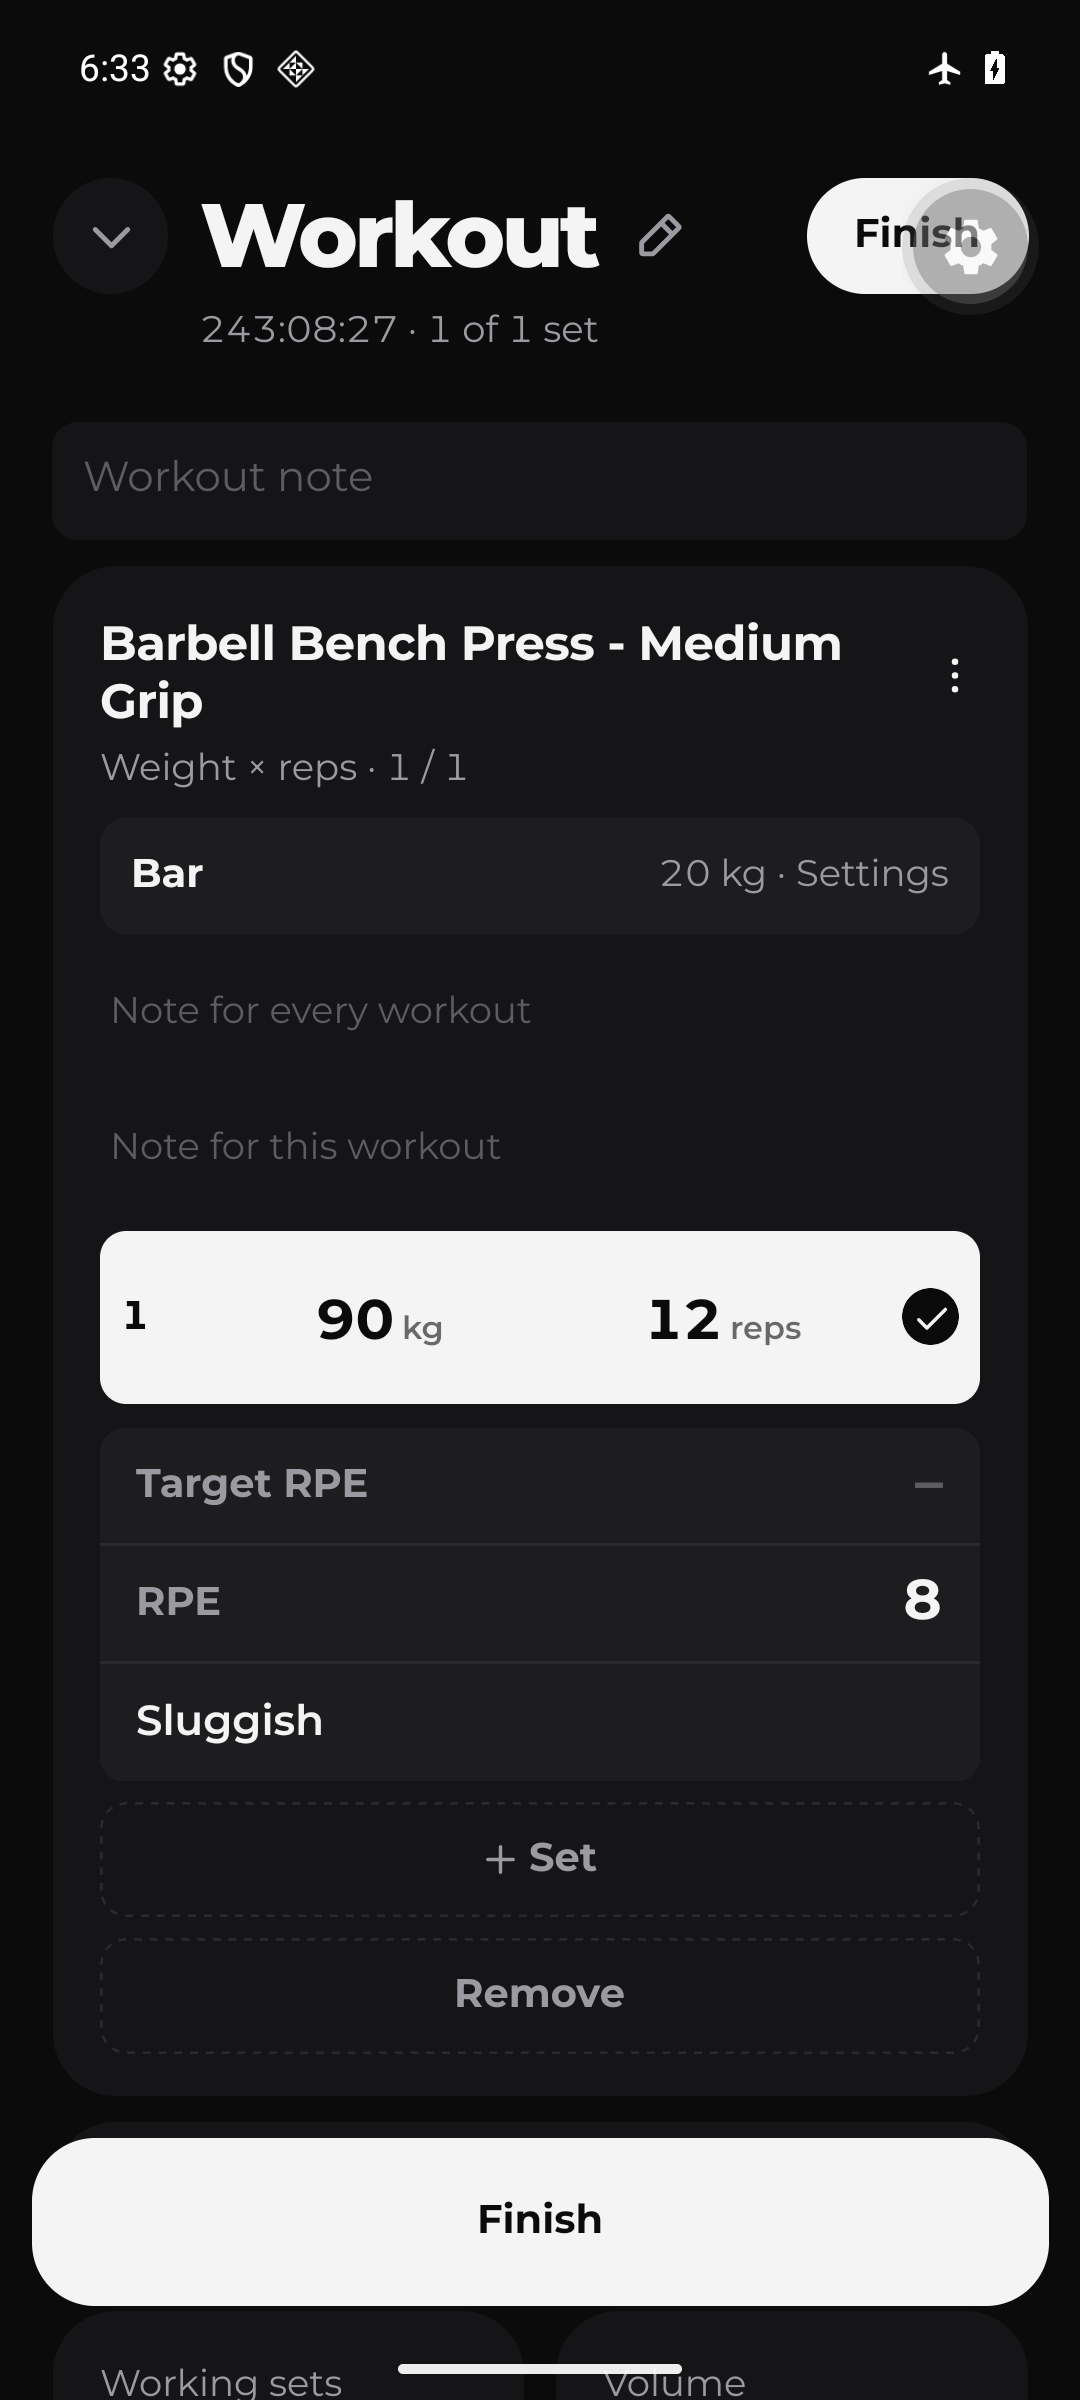 6:33
Workout
Finish
243:08:27 · 1 of 1 set
Workout note
Barbell Bench Press - Medium
Grip
Weight × reps · 1 / 1
Bar
20 kg · Settings
Note for every workout
Note for this workout
1 90 kg 12 reps
Target RPE –
RPE 8
Sluggish
+ Set
Remove
Finish
Working sets
Volume